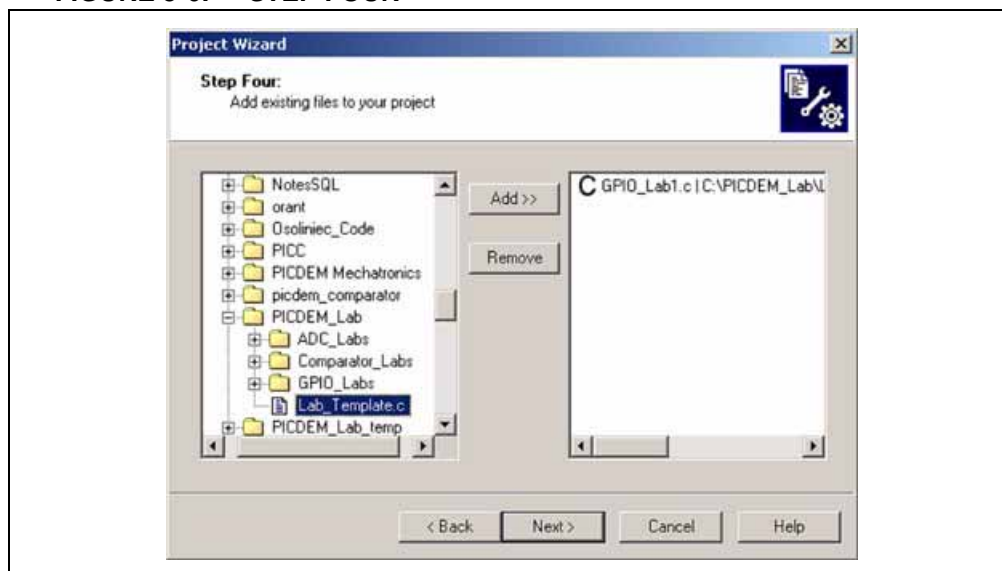 FIGURE 3-6: STEP FOUR
Project Wizard
Step Four:
Add existing files to your project
NotesSQL
orant
Osoliniec_Code
PICC
PICDEM Mechatronics
picdem_comparator
PICDEM_Lab
ADC_Labs
Comparator_Labs
GPIO_Labs
Lab_Template.c
PICDEM_Lab_temp
Add >>
Remove
C GPIO_Lab1.c | C:\PICDEM_Lab\L
< Back
Next >
Cancel
Help